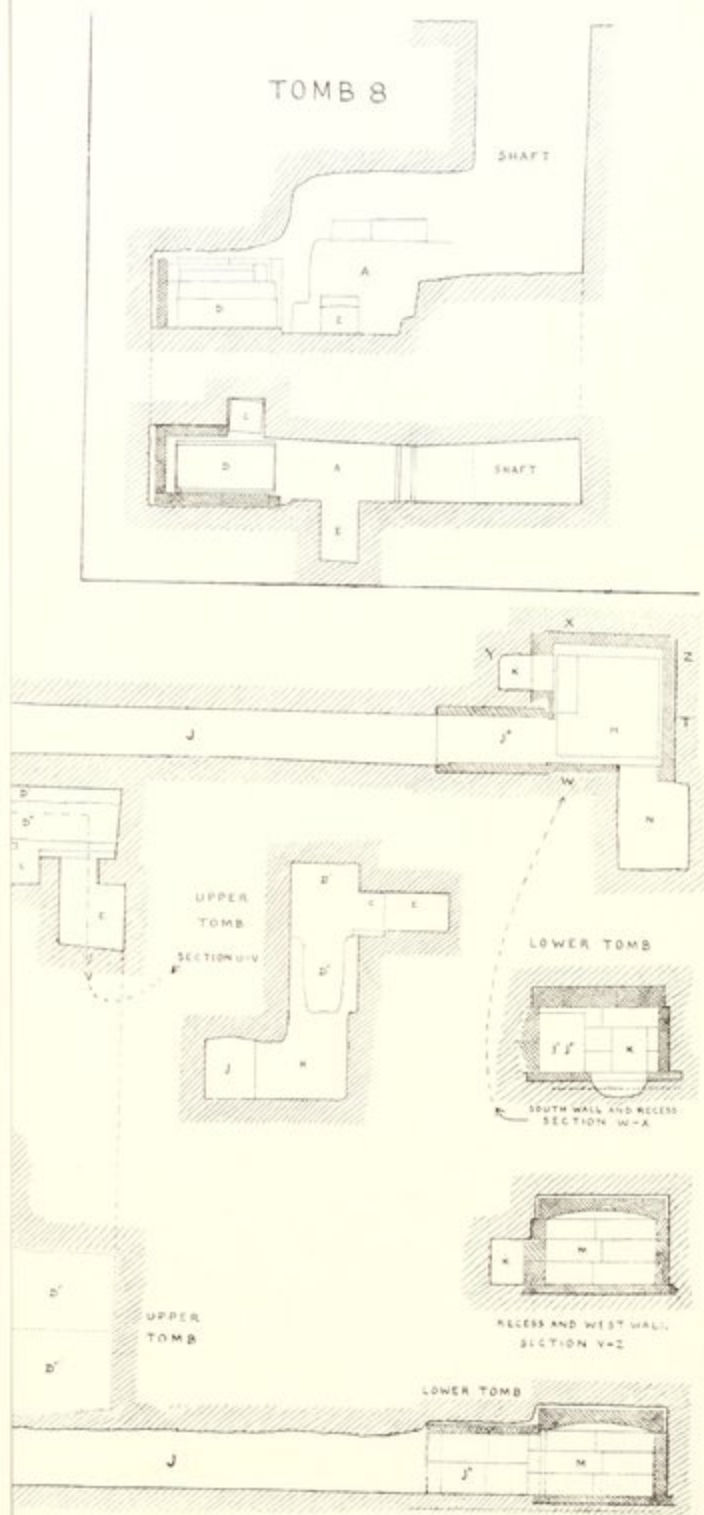 TOMB 8
SHAFT
A
D
E
L
D
A
SHAFT
E
X
Y
K
Z
J
J"
M
T
W
N
D'
D"
L
E
V
UPPER
TOMB
SECTION U-V
D
C
E
D'
J
H
LOWER TOMB
J' J"
K
SOUTH WALL AND RECESS
SECTION W-X
K
M
RECESS AND WEST WALL
SECTION Y-Z
D'
D'
UPPER
TOMB
LOWER TOMB
J
J"
M